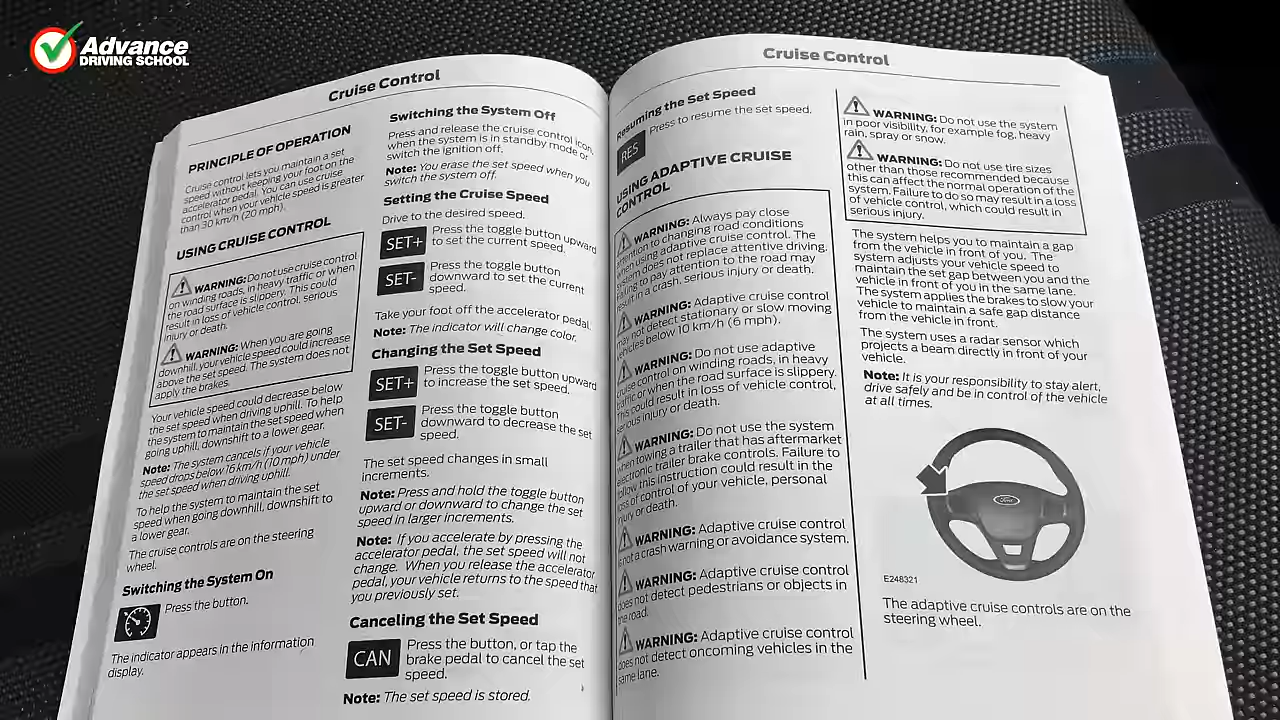 Advance
DRIVING SCHOOL
Cruise Control
PRINCIPLE OF OPERATION
Cruise control lets you maintain a set
speed without keeping your foot on the
accelerator pedal. You can use cruise
control when your vehicle speed is greater
than 30 km/h (20 mph).
USING CRUISE CONTROL
WARNING: Do not use cruise control
on winding roads, in heavy traffic or when
the road surface is slippery. This could
result in loss of vehicle control, serious
injury or death.
WARNING: When you are going
downhill, your vehicle speed could increase
above the set speed. The system does not
apply the brakes.
Your vehicle speed could decrease below
the set speed when driving uphill. To help
the system to maintain the set speed when
going uphill, downshift to a lower gear.
Note: The system cancels if your vehicle
speed drops below 16 km/h (10 mph) under
the set speed when driving uphill.
To help the system to maintain the set
speed when going downhill, downshift to
a lower gear.
The cruise controls are on the steering
wheel.
Switching the System On
Press the button.
The indicator appears in the information
display.
Switching the System Off
Press and release the cruise control icon,
when the system is in standby mode or
switch the ignition off.
Note: You erase the set speed when you
switch the system off.
Setting the Cruise Speed
Drive to the desired speed.
SET+
Press the toggle button upward
to set the current speed.
SET-
Press the toggle button
downward to set the current
speed.
Take your foot off the accelerator pedal.
Note: The indicator will change color.
Changing the Set Speed
SET+
Press the toggle button upward
to increase the set speed.
SET-
Press the toggle button
downward to decrease the set
speed.
The set speed changes in small
increments.
Note: Press and hold the toggle button
upward or downward to change the set
speed in larger increments.
Note: If you accelerate by pressing the
accelerator pedal, the set speed will not
change. When you release the accelerator
pedal, your vehicle returns to the speed that
you previously set.
Canceling the Set Speed
CAN
Press the button, or tap the
brake pedal to cancel the set
speed.
Note: The set speed is stored.
Cruise Control
Resuming the Set Speed
RES
Press to resume the set speed.
USING ADAPTIVE CRUISE
CONTROL
WARNING: Always pay close
attention to changing road conditions
when using adaptive cruise control. The
system does not replace attentive driving.
Failing to pay attention to the road may
result in a crash, serious injury or death.
WARNING: Adaptive cruise control
may not detect stationary or slow moving
vehicles below 10 km/h (6 mph).
WARNING: Do not use adaptive
cruise control on winding roads, in heavy
traffic or when the road surface is slippery.
This could result in loss of vehicle control,
serious injury or death.
WARNING: Do not use the system
when towing a trailer that has aftermarket
electronic trailer brake controls. Failure to
follow this instruction could result in the
loss of control of your vehicle, personal
injury or death.
WARNING: Adaptive cruise control
is not a crash warning or avoidance system.
WARNING: Adaptive cruise control
does not detect pedestrians or objects in
the road.
WARNING: Adaptive cruise control
does not detect oncoming vehicles in the
same lane.
WARNING: Do not use the system
in poor visibility, for example fog, heavy
rain, spray or snow.
WARNING: Do not use tire sizes
other than those recommended because
this can affect the normal operation of the
system. Failure to do so may result in a loss
of vehicle control, which could result in
serious injury.
The system helps you to maintain a gap
from the vehicle in front of you. The
system adjusts your vehicle speed to
maintain the set gap between you and the
vehicle in front of you in the same lane.
The system applies the brakes to slow your
vehicle to maintain a safe gap distance
from the vehicle in front.
The system uses a radar sensor which
projects a beam directly in front of your
vehicle.
Note: It is your responsibility to stay alert,
drive safely and be in control of the vehicle
at all times.
Ford
E248321
The adaptive cruise controls are on the
steering wheel.